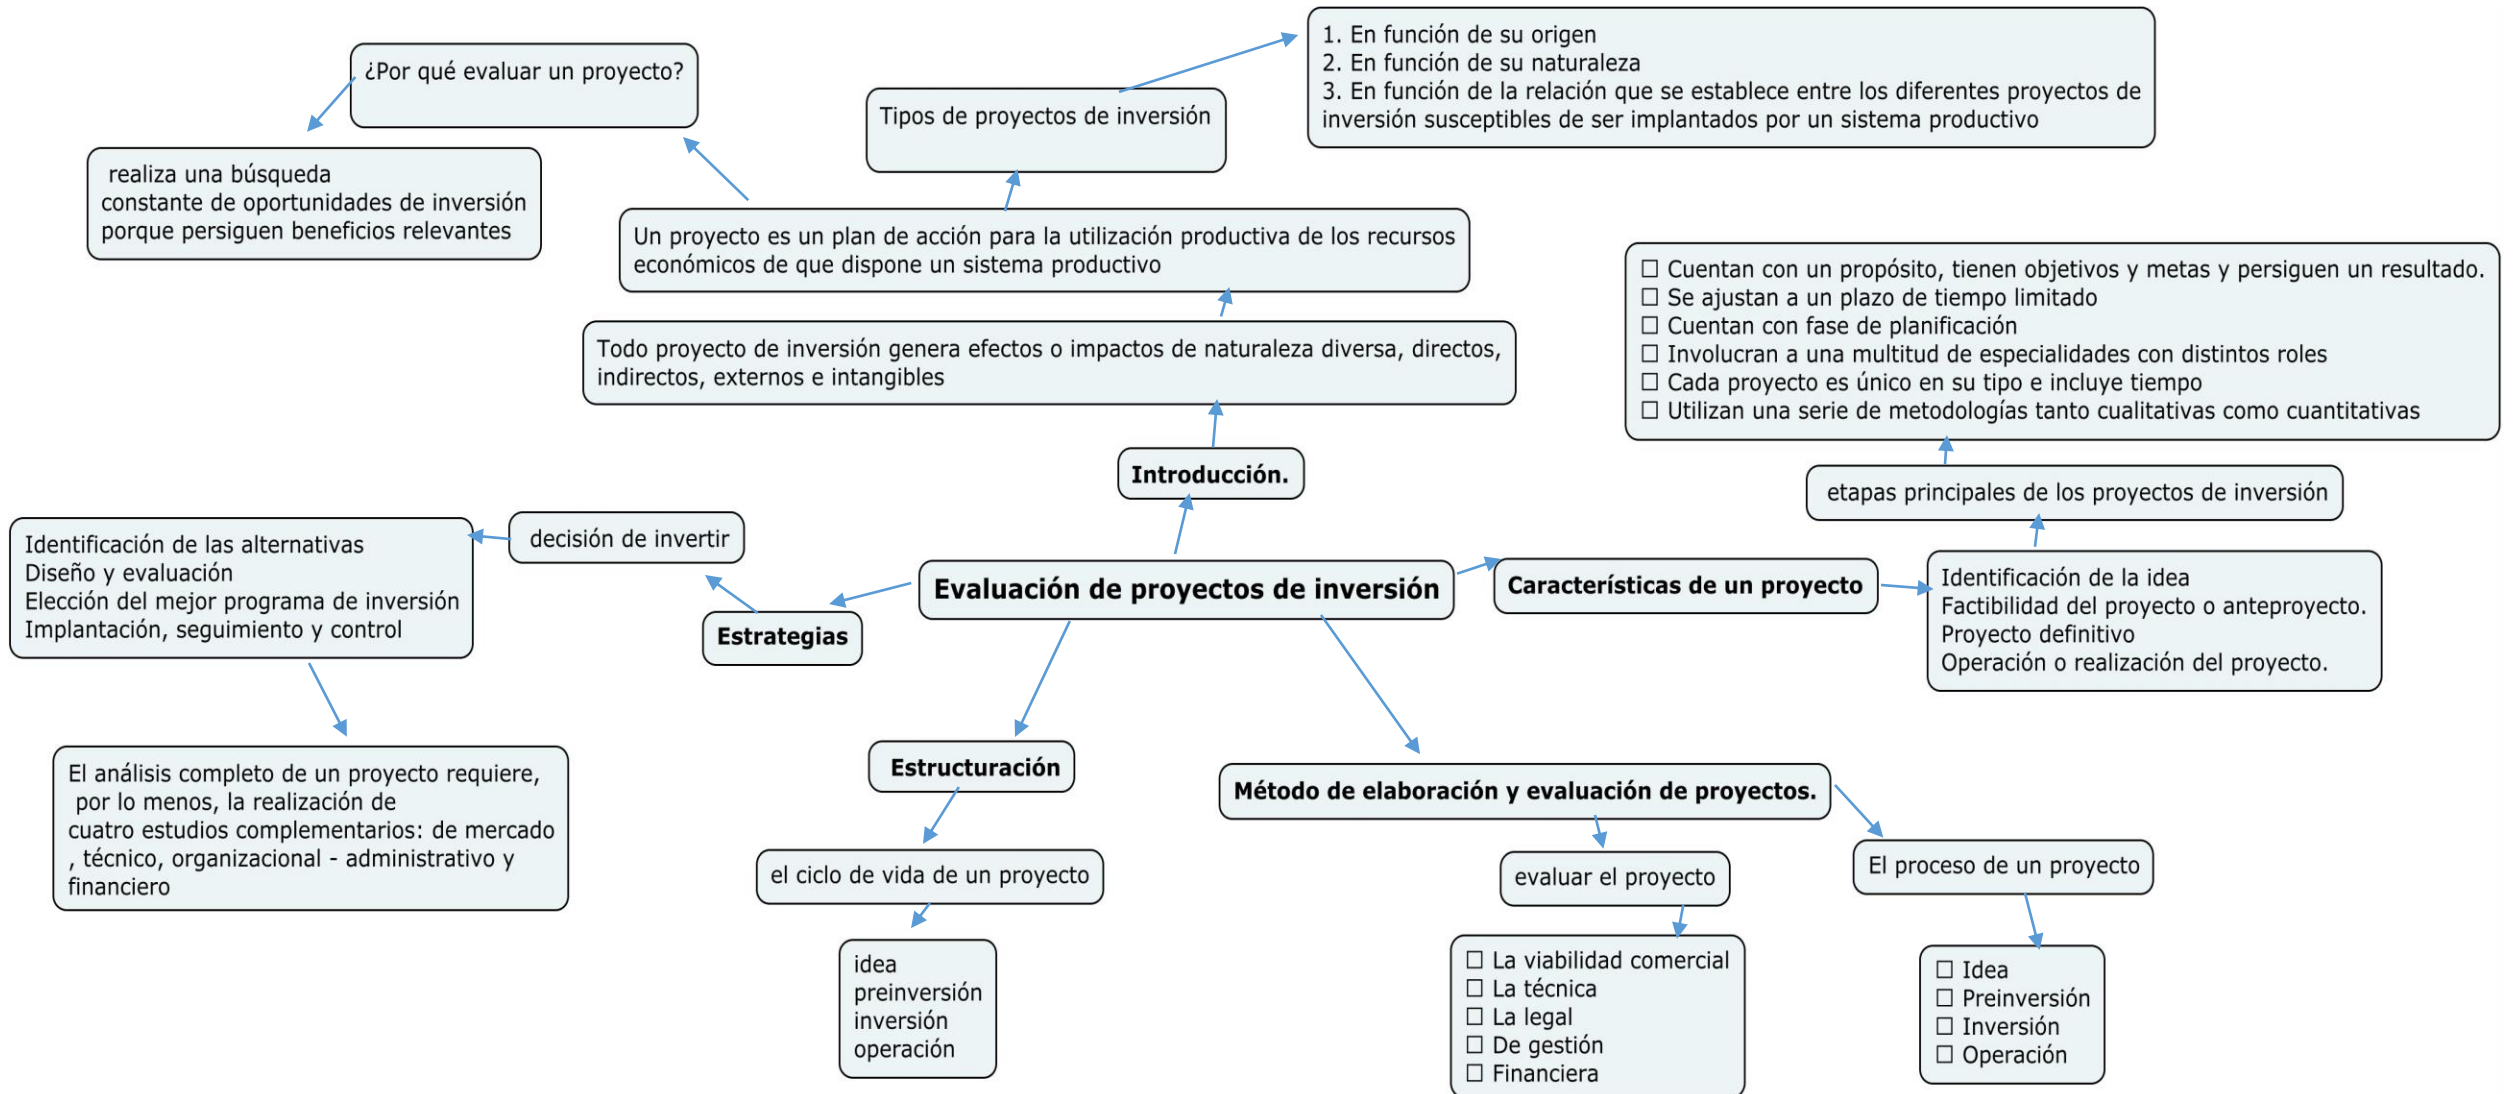 1. En función de su origen
2. En función de su naturaleza
3. En función de la relación que se establece entre los diferentes proyectos de
inversión susceptibles de ser implantados por un sistema productivo
¿Por qué evaluar un proyecto?
Tipos de proyectos de inversión
realiza una búsqueda
constante de oportunidades de inversión
porque persiguen beneficios relevantes
Un proyecto es un plan de acción para la utilización productiva de los recursos
económicos de que dispone un sistema productivo
☐ Cuentan con un propósito, tienen objetivos y metas y persiguen un resultado.
☐ Se ajustan a un plazo de tiempo limitado
☐ Cuentan con fase de planificación
☐ Involucran a una multitud de especialidades con distintos roles
☐ Cada proyecto es único en su tipo e incluye tiempo
☐ Utilizan una serie de metodologías tanto cualitativas como cuantitativas
Todo proyecto de inversión genera efectos o impactos de naturaleza diversa, directos,
indirectos, externos e intangibles
Introducción.
etapas principales de los proyectos de inversión
Identificación de las alternativas
Diseño y evaluación
Elección del mejor programa de inversión
Implantación, seguimiento y control
decisión de invertir
Evaluación de proyectos de inversión
Características de un proyecto
Identificación de la idea
Factibilidad del proyecto o anteproyecto.
Proyecto definitivo
Operación o realización del proyecto.
Estrategias
El análisis completo de un proyecto requiere,
por lo menos, la realización de
cuatro estudios complementarios: de mercado
, técnico, organizacional - administrativo y
financiero
Estructuración
Método de elaboración y evaluación de proyectos.
el ciclo de vida de un proyecto
evaluar el proyecto
El proceso de un proyecto
idea
preinversión
inversión
operación
☐ La viabilidad comercial
☐ La técnica
☐ La legal
☐ De gestión
☐ Financiera
☐ Idea
☐ Preinversión
☐ Inversión
☐ Operación